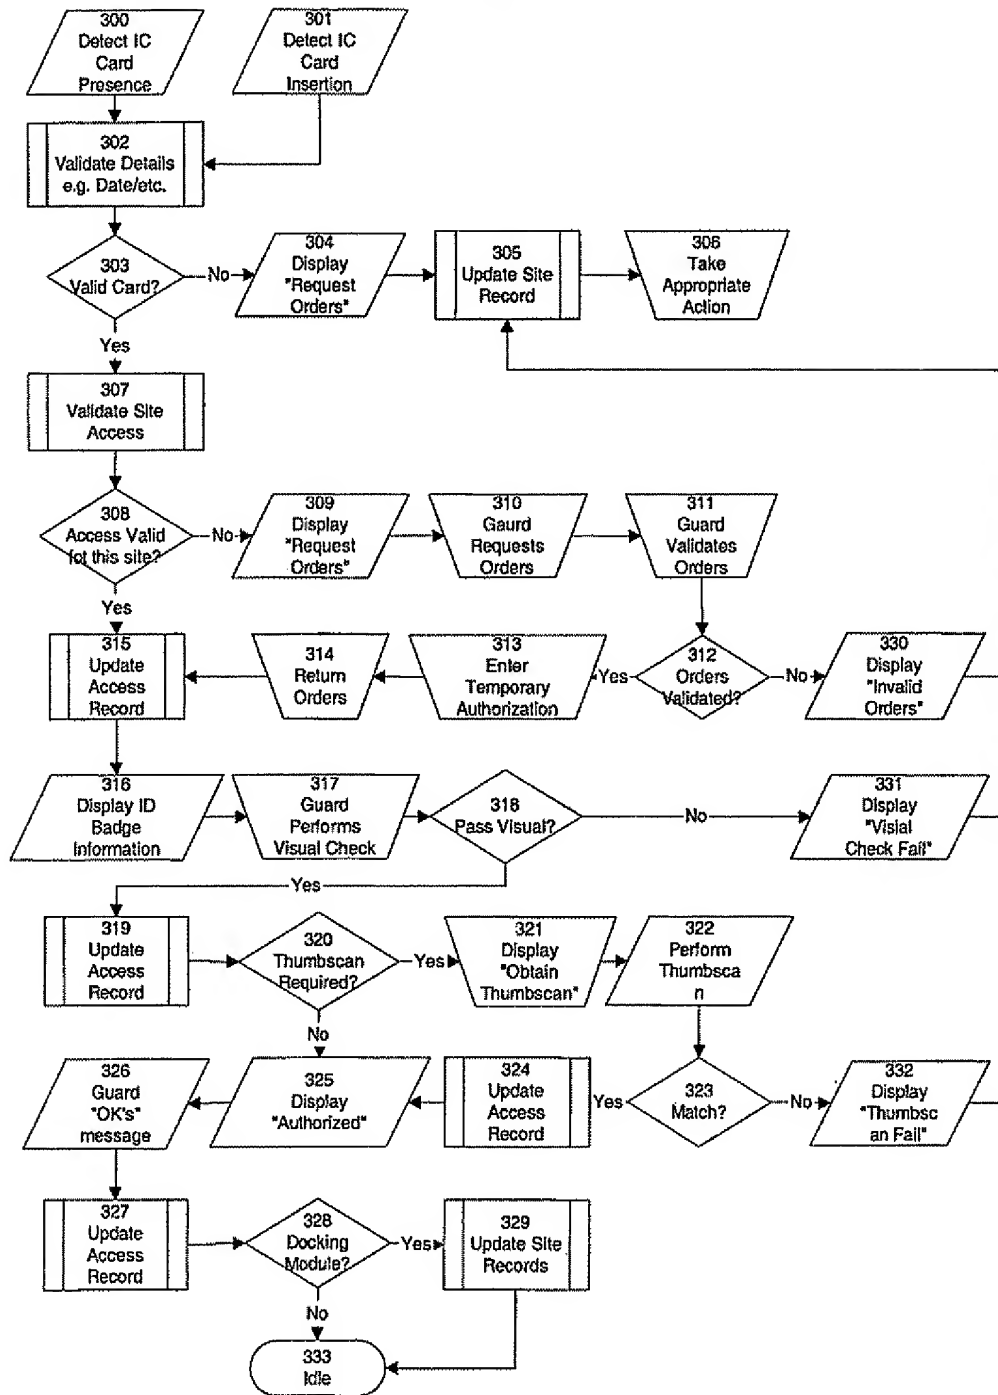 300
Detect IC
Card
Presence
301
Detect IC
Card
Insertion
302
Validate Details
e.g. Date/etc.
303
Valid Card?
No
304
Display
"Request
Orders"
305
Update Site
Record
306
Take
Appropriate
Action
Yes
307
Validate Site
Access
308
Access Valid
fot this site?
No
309
Display
"Request
Orders"
310
Gaurd
Requests
Orders
311
Guard
Validates
Orders
Yes
315
Update
Access
Record
314
Return
Orders
313
Enter
Temporary
Authorization
Yes
312
Orders
Validated?
No
330
Display
"Invalid
Orders"
316
Display ID
Badge
Information
317
Guard
Performs
Visual Check
318
Pass Visual?
No
331
Display
"Visial
Check Fail"
Yes
319
Update
Access
Record
320
Thumbscan
Required?
Yes
321
Display
"Obtain
Thumbscan"
322
Perform
Thumbsca
n
No
326
Guard
"OK's"
message
325
Display
"Authorized"
324
Update
Access
Record
Yes
323
Match?
No
332
Display
"Thumbsc
an Fail"
327
Update
Access
Record
328
Docking
Module?
Yes
329
Update Site
Records
No
333
Idle